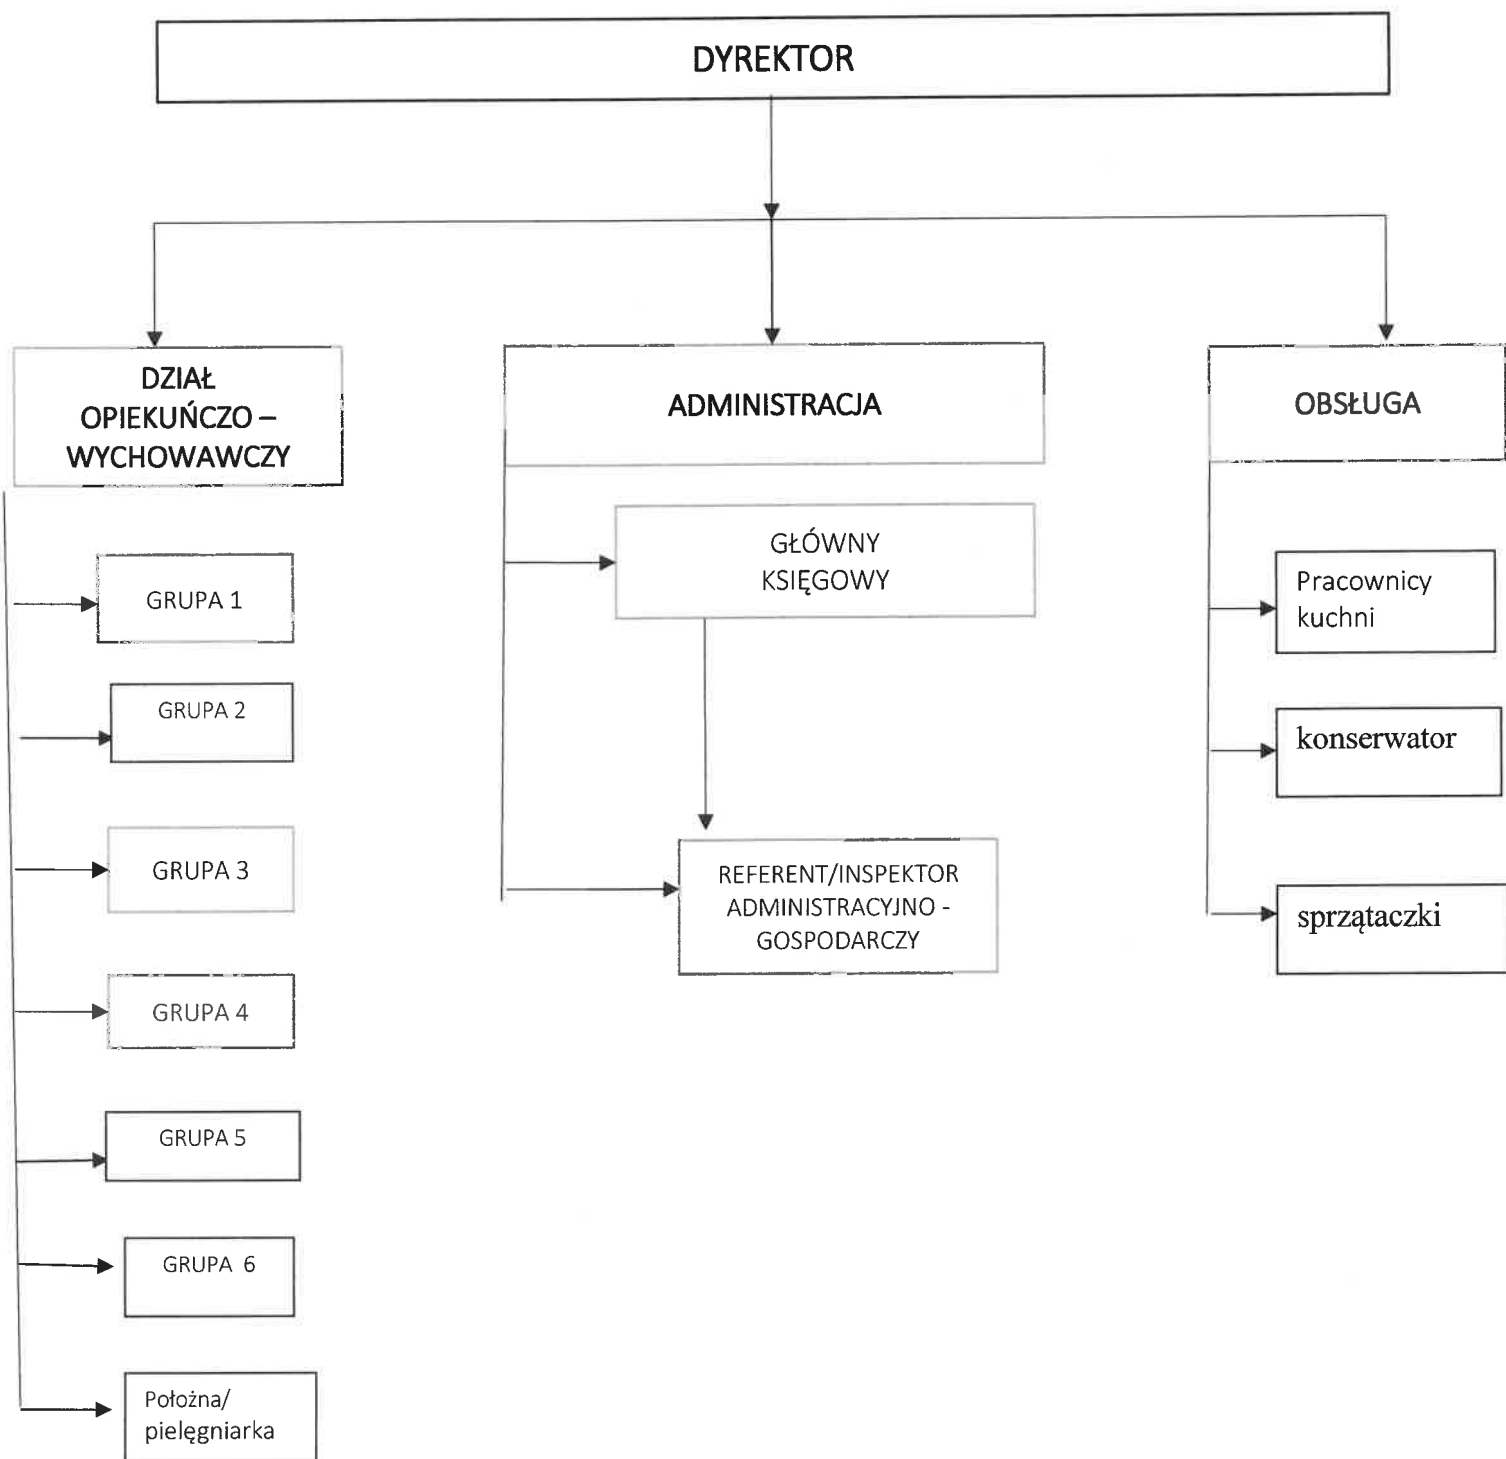 DYREKTOR
DZIAŁ
OPIEKUŃCZO –
WYCHOWAWCZY
GRUPA 1
GRUPA 2
GRUPA 3
GRUPA 4
GRUPA 5
GRUPA 6
Położna/
pielęgniarka
ADMINISTRACJA
GŁÓWNY
KSIĘGOWY
REFERENT/INSPEKTOR
ADMINISTRACYJNO -
GOSPODARCZY
OBSŁUGA
Pracownicy
kuchni
konserwator
sprzątaczki